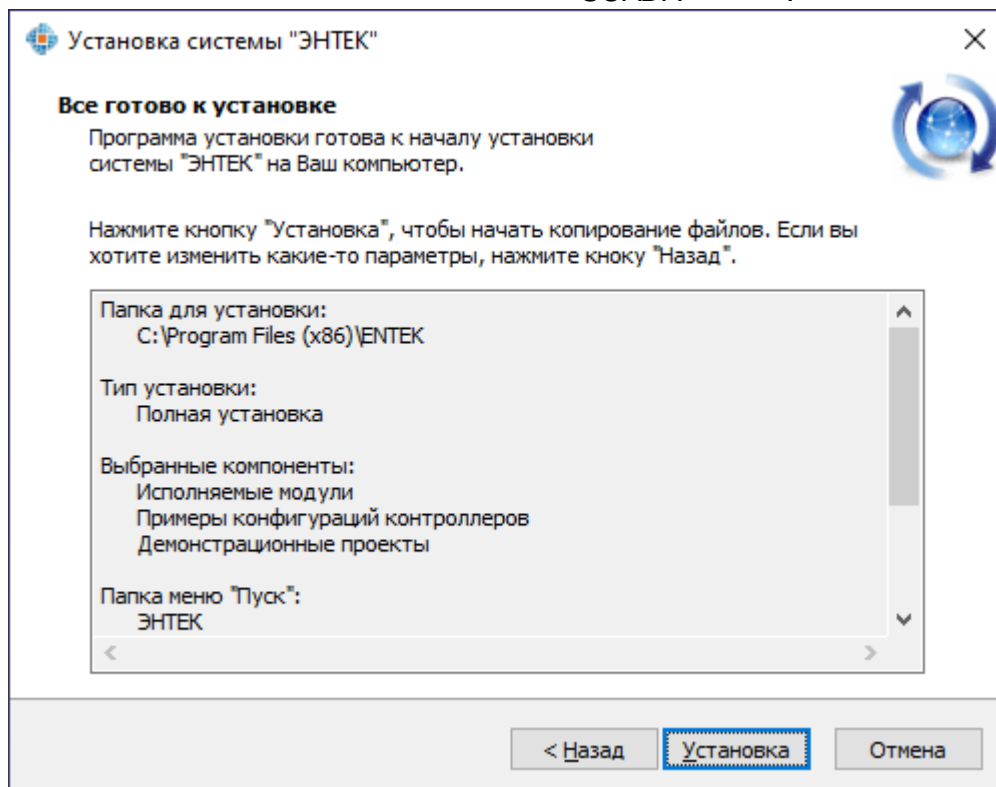 Установка системы "ЭНТЕК"
Все готово к установке
Программа установки готова к началу установки
системы "ЭНТЕК" на Ваш компьютер.
Нажмите кнопку "Установка", чтобы начать копирование файлов. Если вы
хотите изменить какие-то параметры, нажмите кноку "Назад".
Папка для установки:
C:\Program Files (x86)\ENTEK
Тип установки:
Полная установка
Выбранные компоненты:
Исполняемые модули
Примеры конфигураций контроллеров
Демонстрационные проекты
Папка меню "Пуск":
ЭНТЕК
< Назад
Установка
Отмена